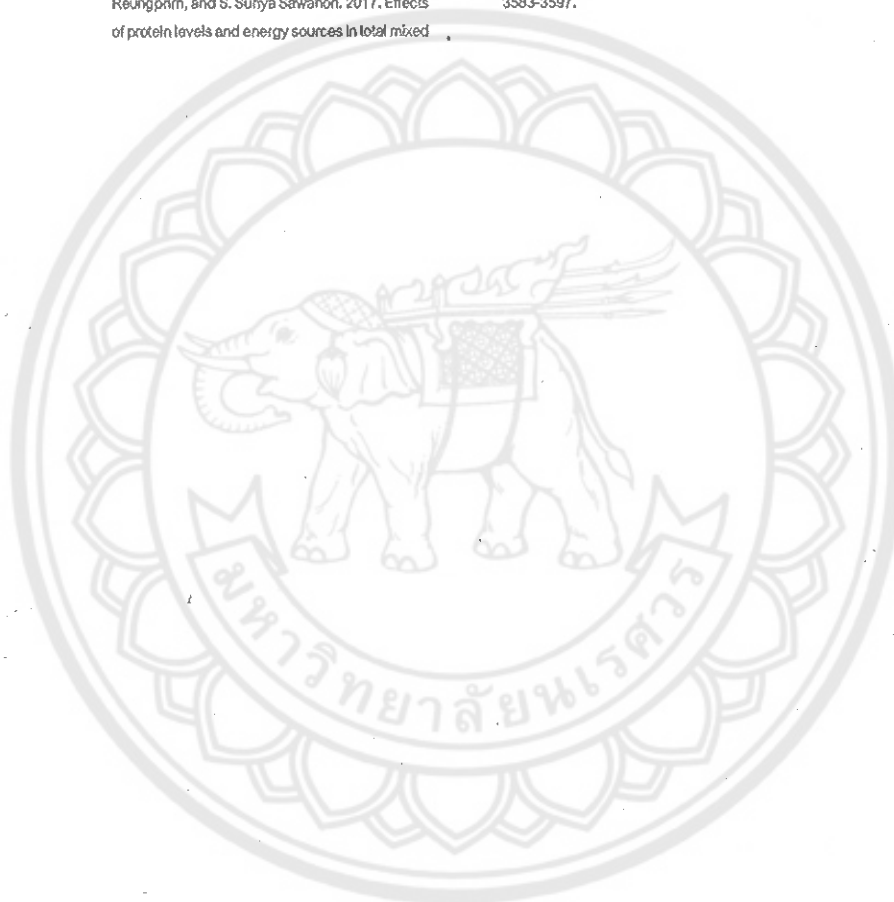 Reungprim, and S. Suriya Sawanon. 2017. Effects
of protein levels and energy sources in total mixed
3583-3597.
มหาวิทยาลัยนเรศวร